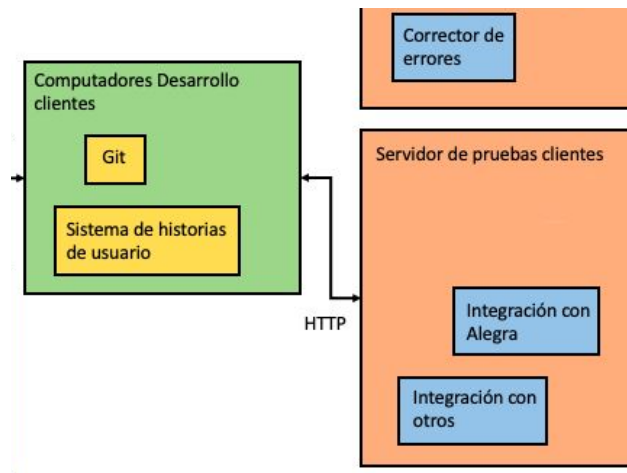 Corrector de
errores
Computadores Desarrollo
clientes
Git
Sistema de historias
de usuario
Servidor de pruebas clientes
HTTP
Integración con
Alegra
Integración con
otros